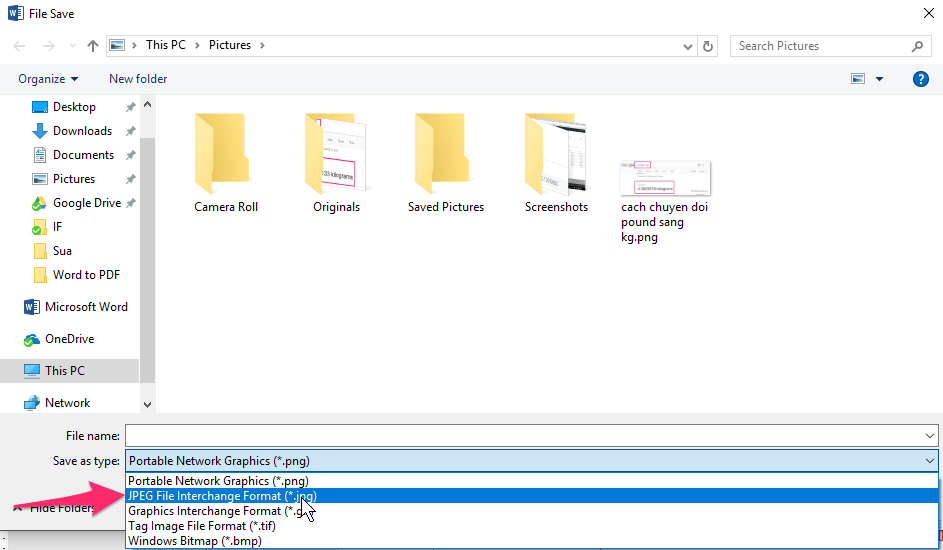 File Save
This PC
Pictures
Search Pictures
Organize
New folder
Desktop
Downloads
Documents
Pictures
Google Drive
IF
Sua
Word to PDF
Microsoft Word
OneDrive
This PC
Network
Camera Roll
Originals
133 kilograms
Saved Pictures
Screenshots
cach chuyen doi
pound sang
kg.png
File name:
Save as type:
Portable Network Graphics (*.png)
Portable Network Graphics (*.png)
JPEG File Interchange Format (*.jpg)
Graphics Interchange Format (*.g
Tag Image File Format (*.tif)
Windows Bitmap (*.bmp)
Hide Folders